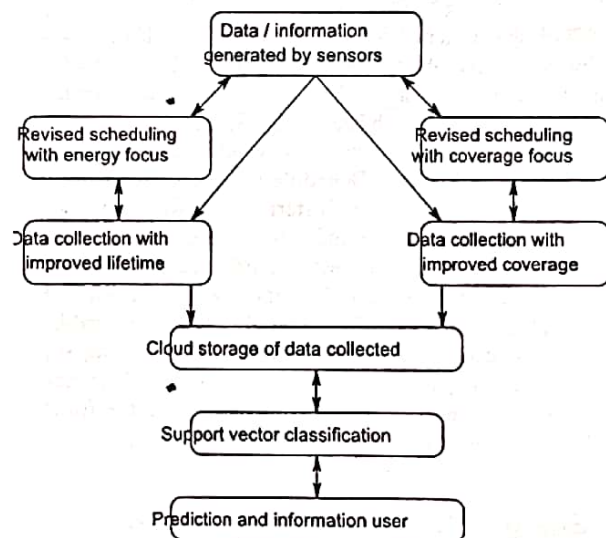 Data / information
generated by sensors
Revised scheduling
with energy focus
Revised scheduling
with coverage focus
Data collection with
improved lifetime
Data collection with
improved coverage
Cloud storage of data collected
Support vector classification
Prediction and information user